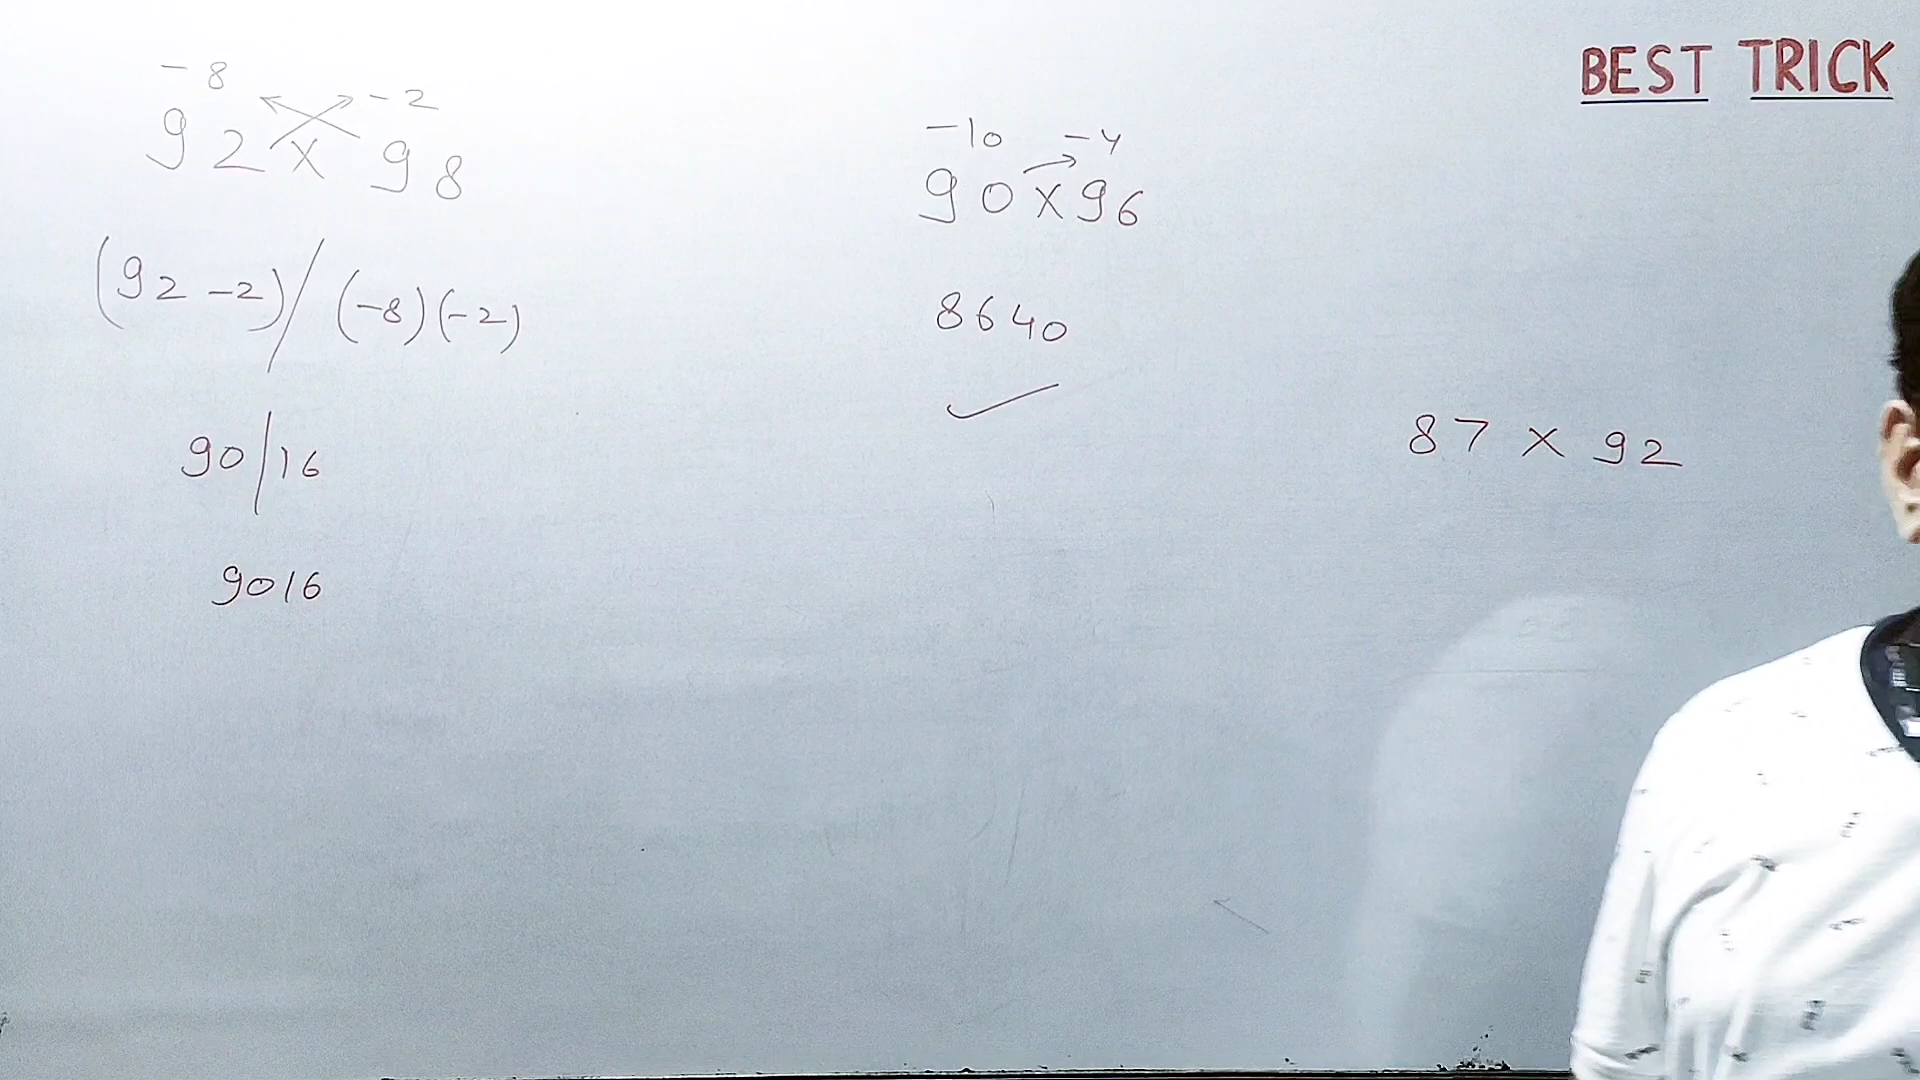 BEST TRICK
-8 -2
92 x 98
(92 -2) / (-8)(-2)
90/16
9016
-10 -4
90 x 96
8640
87 x 92